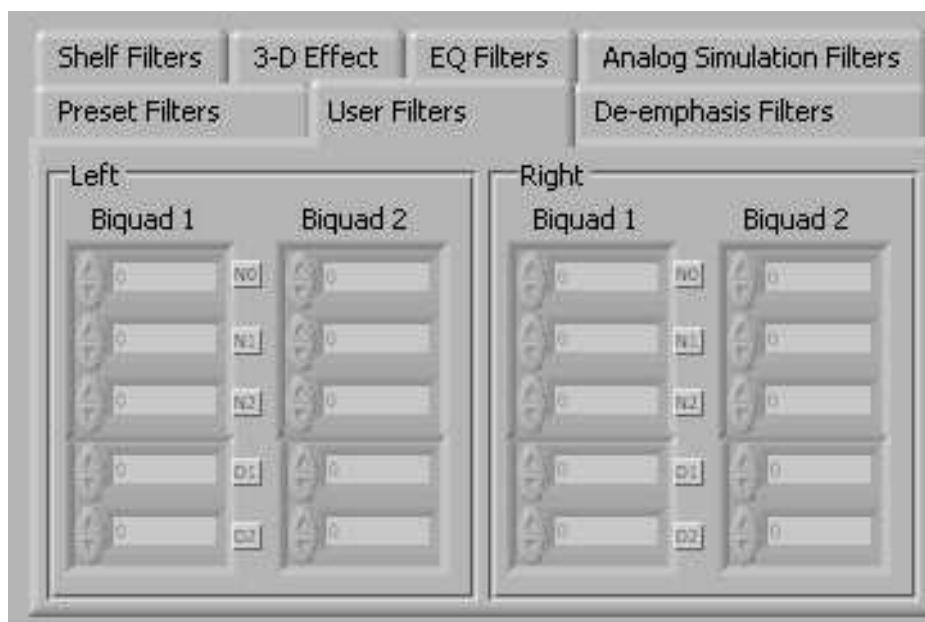 Shelf Filters 3-D Effect EQ Filters Analog Simulation Filters
Preset Filters User Filters De-emphasis Filters
Left Right
Biquad 1 Biquad 2 Biquad 1 Biquad 2
0 N0 0 0 N0 0
0 N1 0 0 N1 0
0 N2 0 0 N2 0
0 D1 0 0 D1 0
0 D2 0 0 D2 0